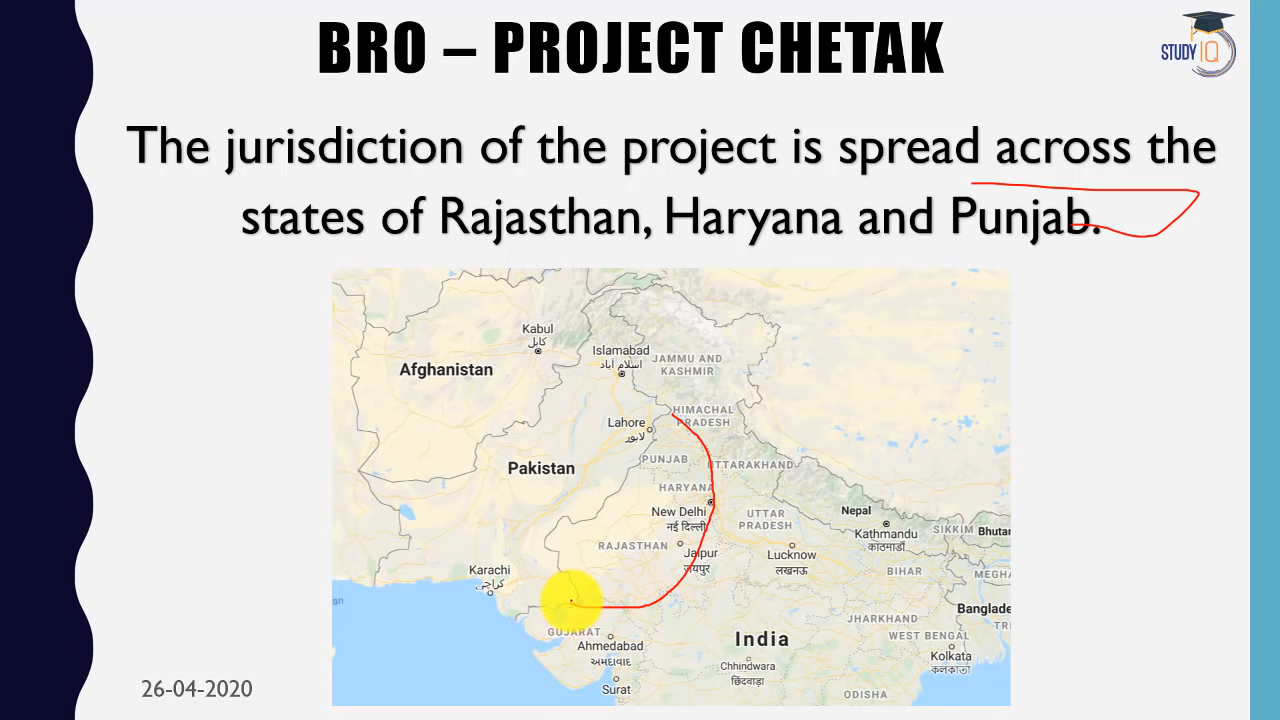 BRO – PROJECT CHETAK
STUDY IQ
The jurisdiction of the project is spread across the
states of Rajasthan, Haryana and Punjab.
Kabul
کابل
Islamabad
اسلام آباد
JAMMU AND
KASHMIR
Afghanistan
HIMACHAL
PRADESH
Lahore
لاہور
Pakistan
PUNJAB
UTTARAKHAND
HARYANA
New Delhi
नई दिल्ली
UTTAR
PRADESH
Nepal
Kathmandu
काठमाडौं
SIKKIM
Bhutan
RAJASTHAN
Jaipur
जयपुर
Lucknow
लखनऊ
BIHAR
MEGHA
Karachi
کراچی
Banglade
GUJARAT
JHARKHAND
TRI
Ahmedabad
અમદાવાદ
India
WEST BENGAL
Kolkata
কলকাতা
Chhindwara
छिंदवाड़ा
Surat
ODISHA
26-04-2020